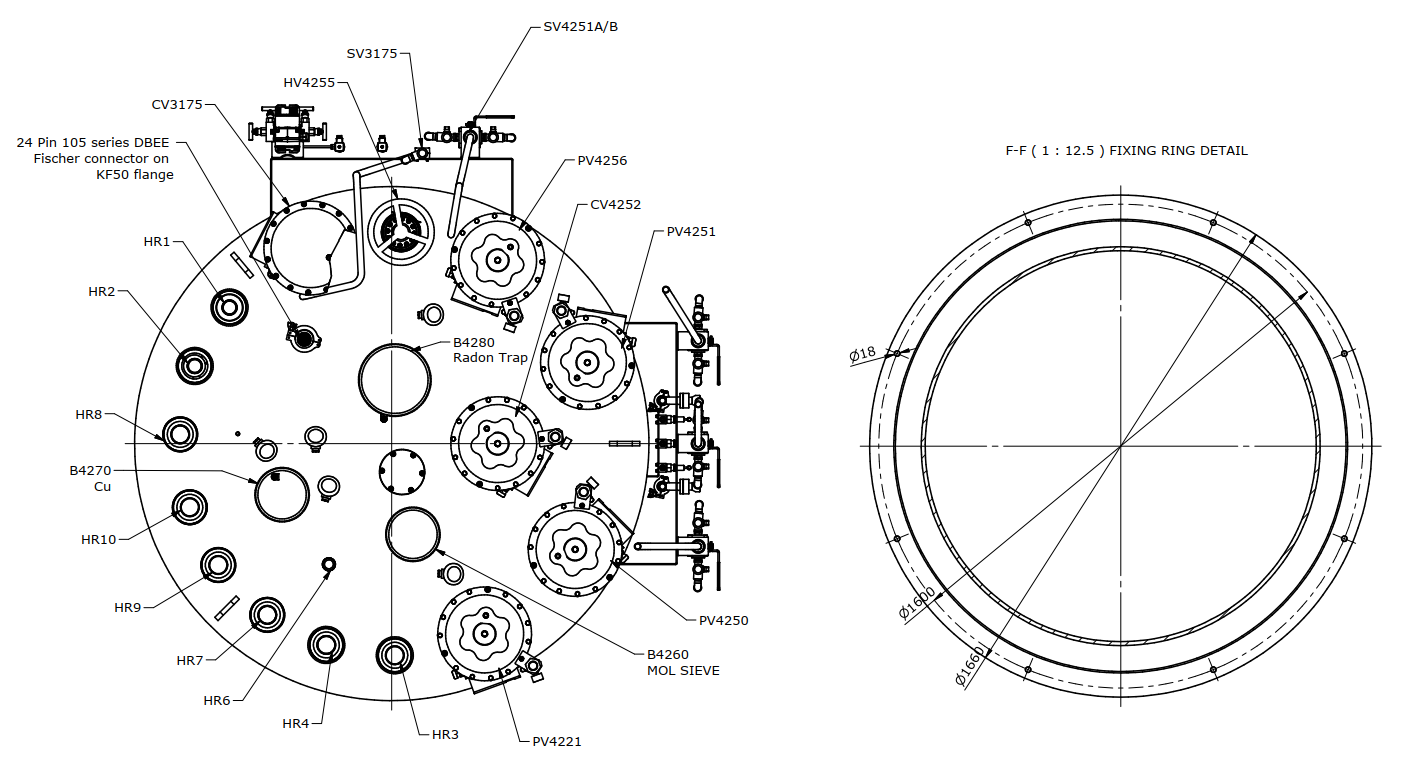 SV4251A/B
SV3175
HV4255
CV3175
24 Pin 105 series DBEE
Fischer connector on
KF50 flange
PV4256
CV4252
PV4251
HR1
HR2
B4280
Radon Trap
HR8
B4270
Cu
HR10
HR9
HR7
HR6
HR4
HR3
PV4221
B4260
MOL SIEVE
PV4250
F-F ( 1 : 12.5 ) FIXING RING DETAIL
Ø18
Ø1600
Ø1660